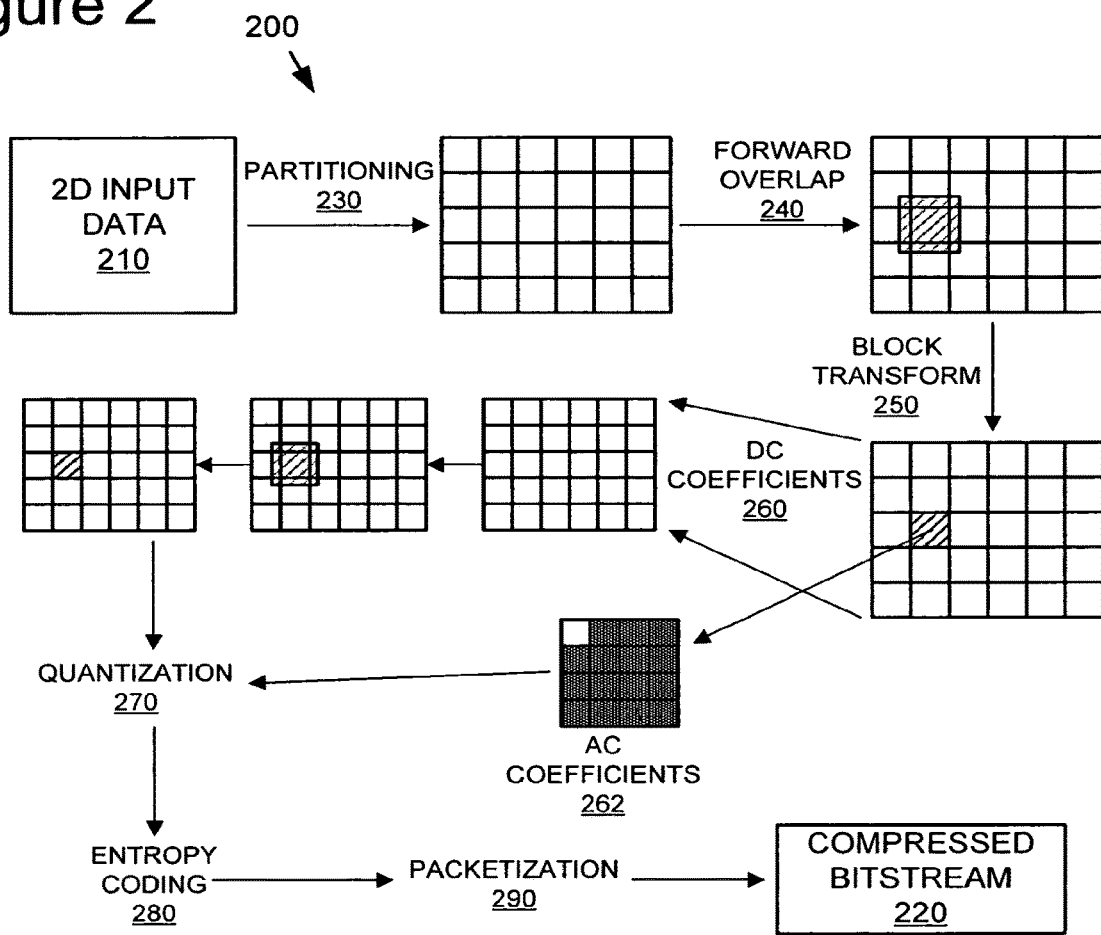 gure 2
200
2D INPUT
DATA
210
PARTITIONING
230
FORWARD
OVERLAP
240
BLOCK
TRANSFORM
250
DC
COEFFICIENTS
260
QUANTIZATION
270
AC
COEFFICIENTS
262
ENTROPY
CODING
280
PACKETIZATION
290
COMPRESSED
BITSTREAM
220